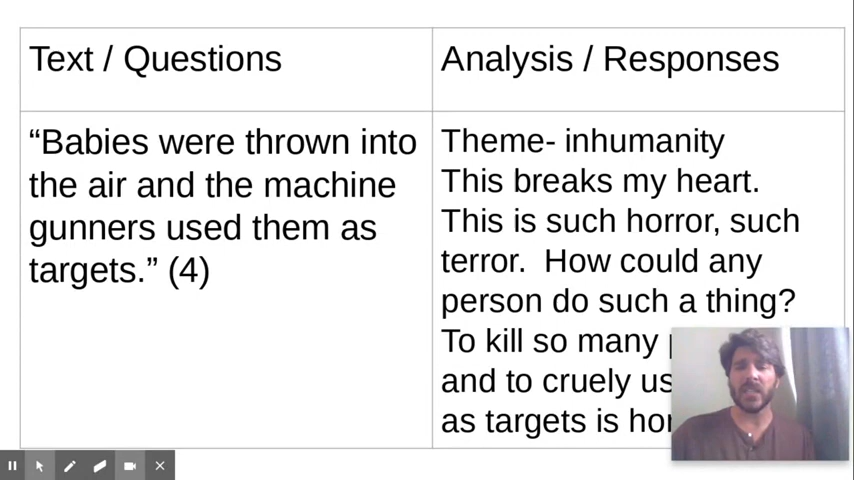 Text / Questions
Analysis / Responses
“Babies were thrown into
the air and the machine
gunners used them as
targets.” (4)
Theme- inhumanity
This breaks my heart.
This is such horror, such
terror.  How could any
person do such a thing?
To kill so many
and to cruely
as targets is